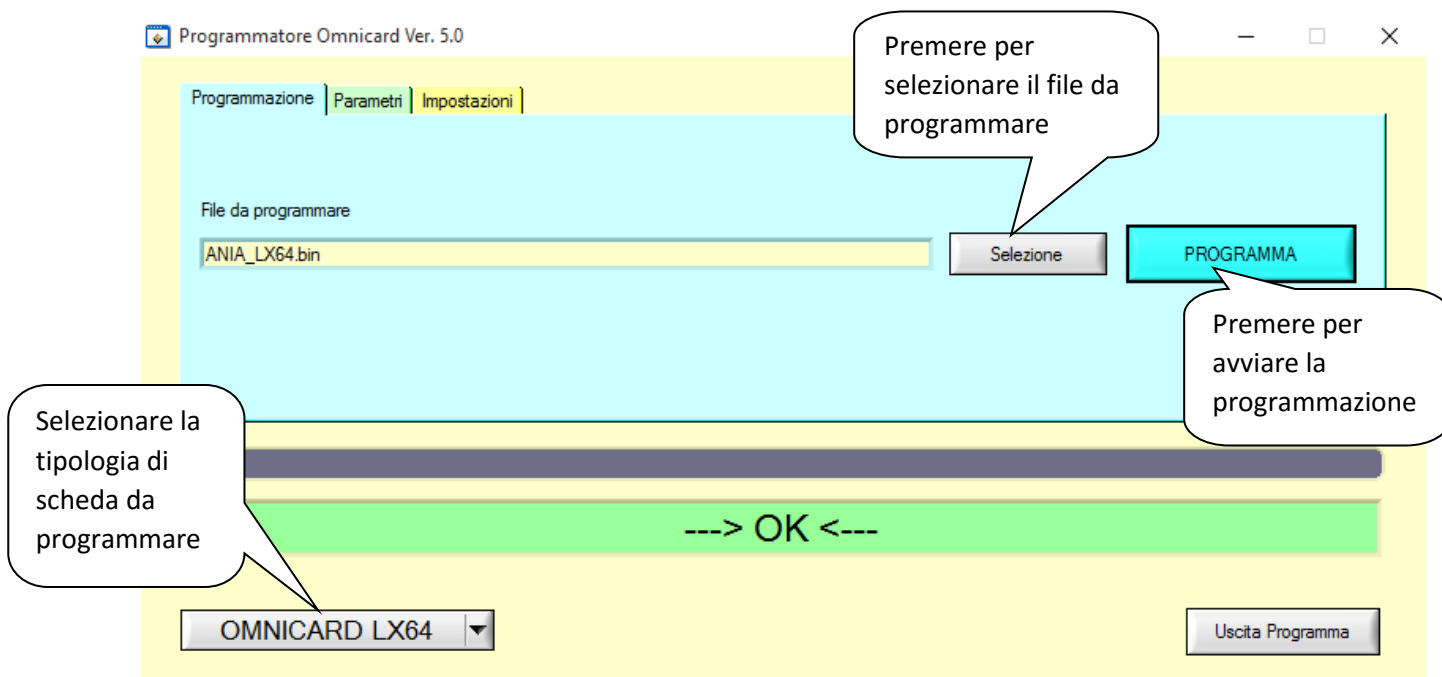 Programmatore Omnicard Ver. 5.0
Premere per
selezionare il file da
programmare
Programmazione Parametri Impostazioni
File da programmare
ANIA_LX64.bin
Selezione
PROGRAMMA
Premere per
avviare la
programmazione
Selezionare la
tipologia di
scheda da
programmare
---> OK <---
OMNICARD LX64
Uscita Programma